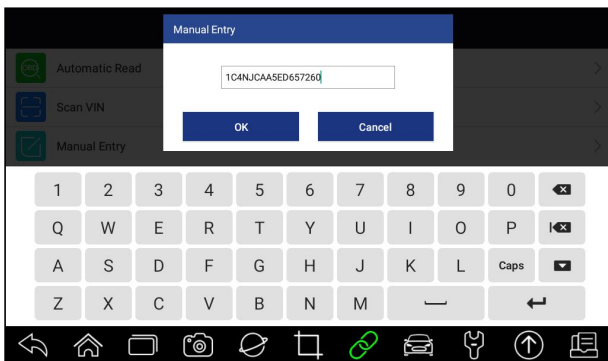 Manual Entry
1C4NJCAA5ED657260
OK
Cancel
OBD
Automatic Read
Scan VIN
Manual Entry
1 2 3 4 5 6 7 8 9 0
Q W E R T Y U I O P
A S D F G H J K L Caps
Z X C V B N M